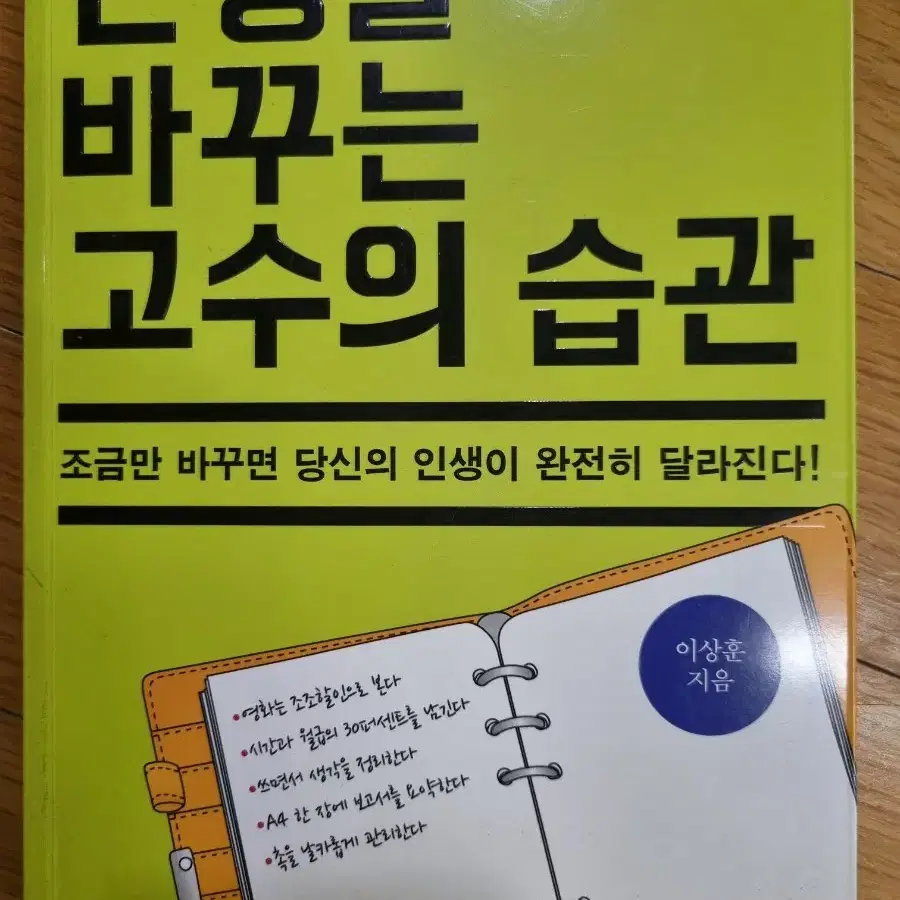 바꾸는
고수의 습관
조금만 바꾸면 당신의 인생이 완전히 달라진다!
이상훈
지음
•영화는 조조할인으로 본다
•시간과 월급의 30퍼센트를 남긴다
•쓰면서 생각을 정리한다
•A4 한 장에 보고서를 요약한다
•촉을 날카롭게 관리한다